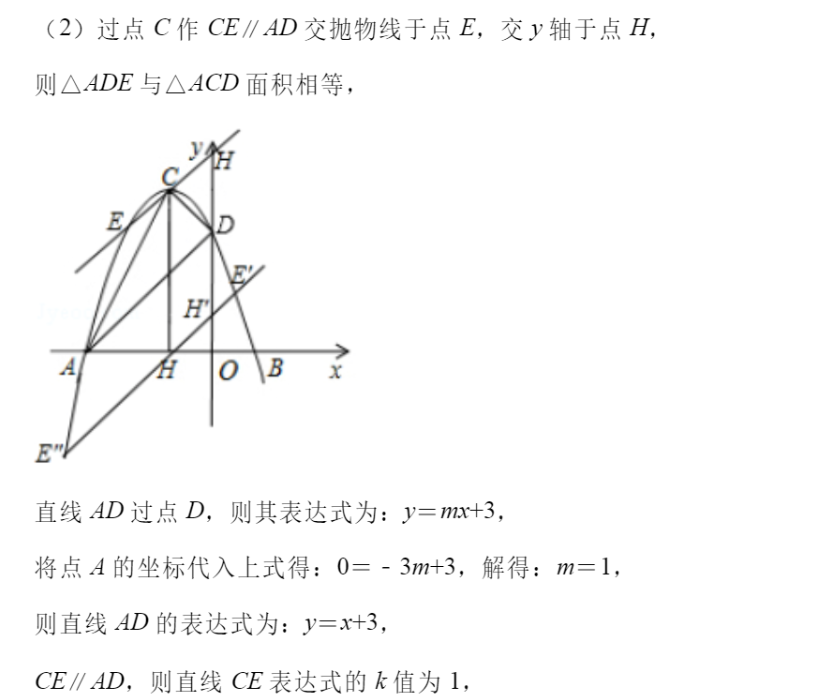 （2）过点 C 作 CE∥AD 交抛物线于点 E，交 y 轴于点 H，
则△ADE 与△ACD 面积相等，
y
H
C
E
D
E'
H'
A
H
O
B
x
E"
直线 AD 过点 D，则其表达式为：y＝mx+3，
将点 A 的坐标代入上式得：0＝﹣3m+3，解得：m＝1，
则直线 AD 的表达式为：y＝x+3，
CE∥AD，则直线 CE 表达式的 k 值为 1，